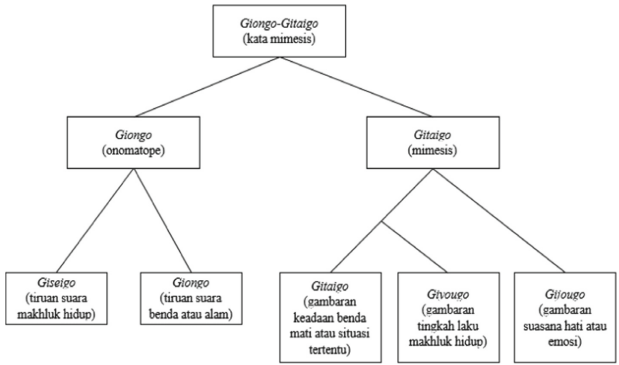 Giongo-Gitaigo
(kata mimesis)
Giongo
(onomatope)
Gitaigo
(mimesis)
Giseigo
(tiruan suara
makhluk hidup)
Giongo
(tiruan suara
benda atau alam)
Gitaigo
(gambaran
keadaan benda
mati atau situasi
tertentu)
Givougo
(gambaran
tingkah laku
makhluk hidup)
Gijougo
(gambaran
suasana hati atau
emosi)